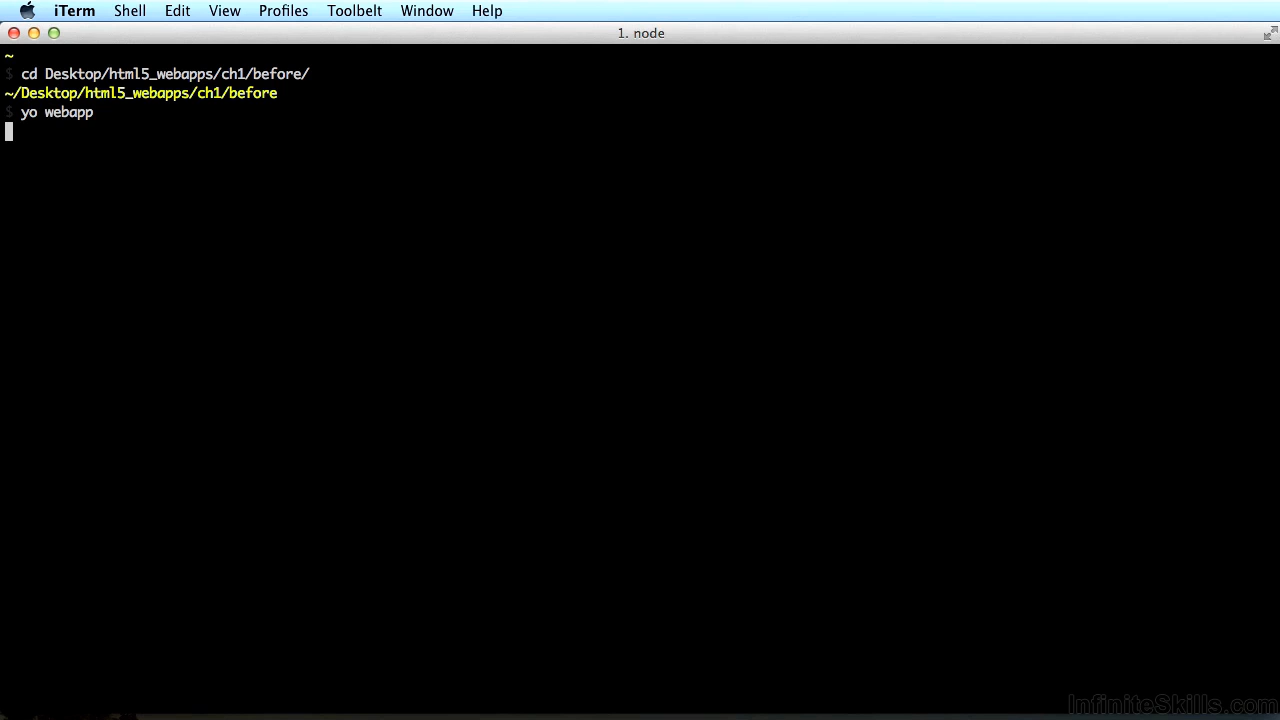 iTerm Shell Edit View Profiles Toolbelt Window Help
1. node
~
$ cd Desktop/html5_webapps/ch1/before/
~/Desktop/html5_webapps/ch1/before
$ yo webapp
InfiniteSkills.com